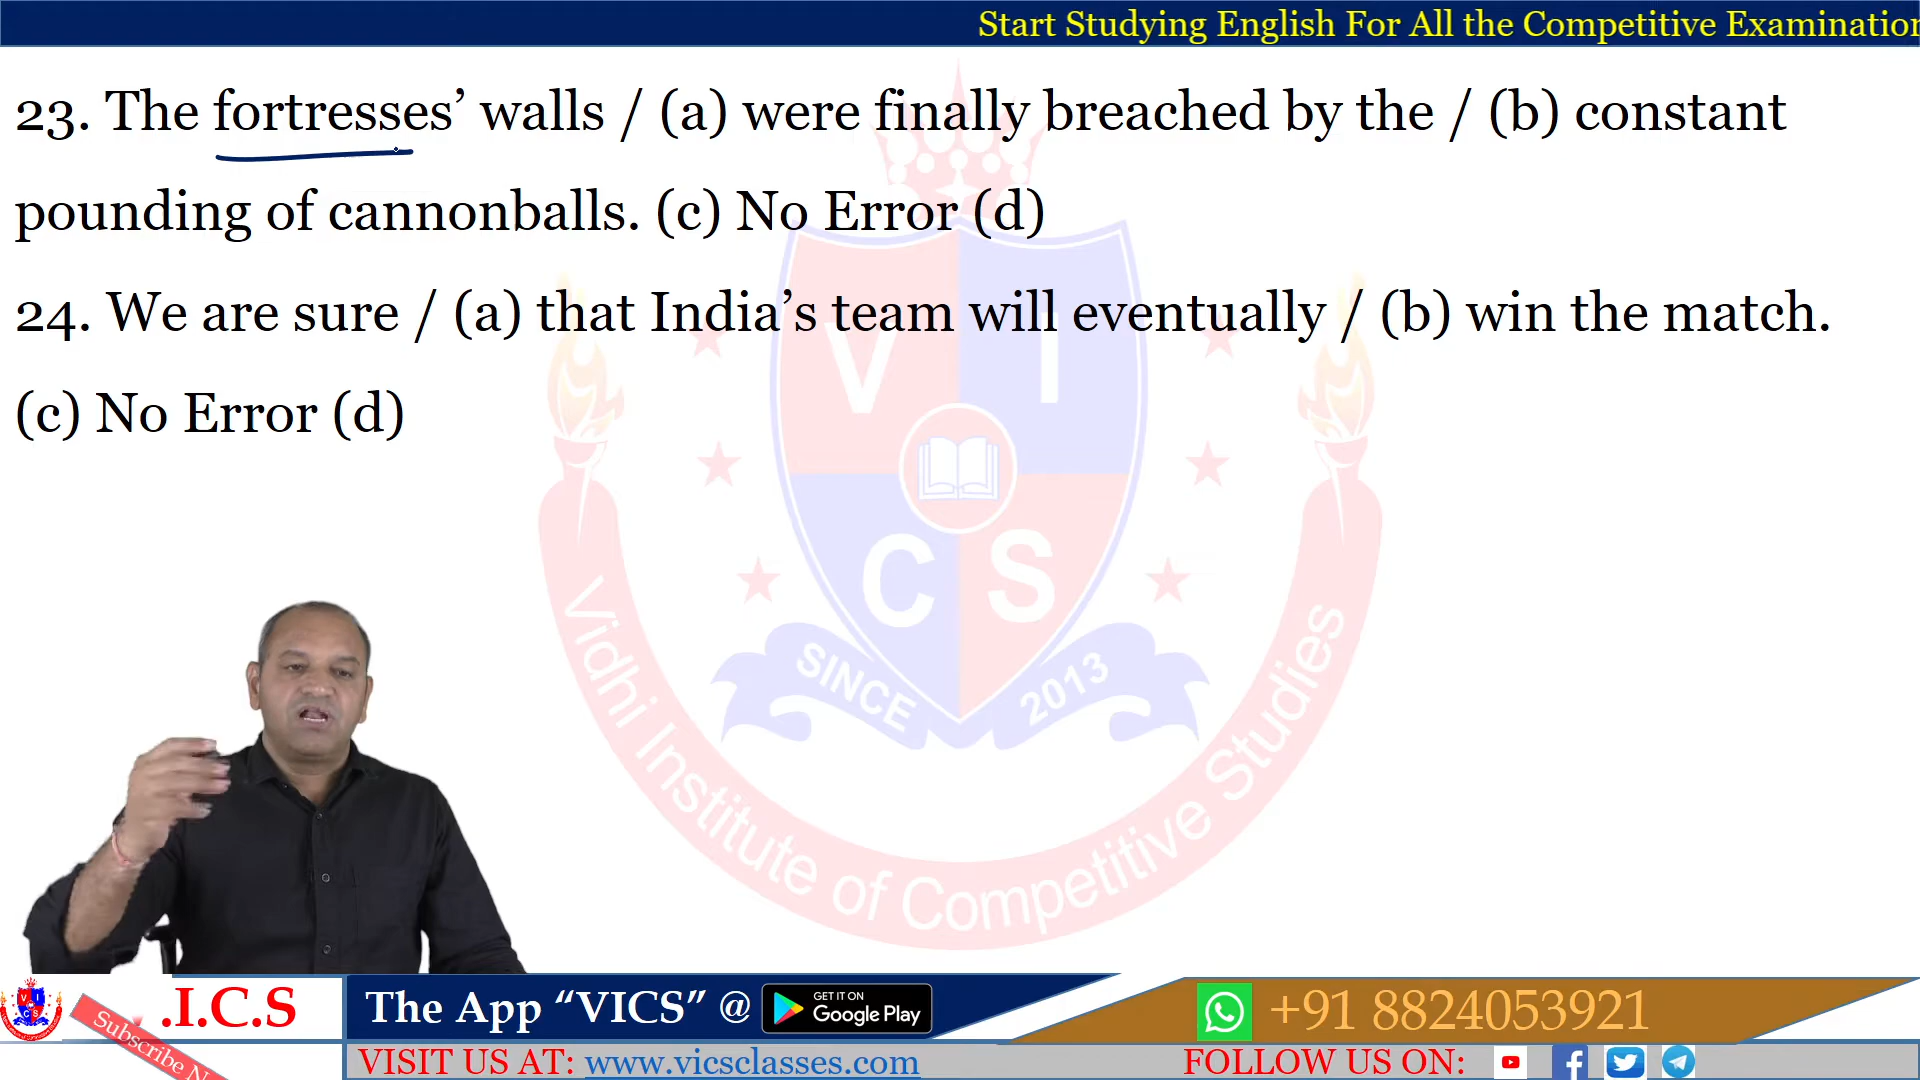 Start Studying English For All the Competitive Examination
23. The fortresses’ walls / (a) were finally breached by the / (b) constant
pounding of cannonballs. (c) No Error (d)
24. We are sure / (a) that India’s team will eventually / (b) win the match.
(c) No Error (d)
V I
C S
SINCE 2013
Vidhi Institute of Competitive Studies
.I.C.S
Subscribe N
The App “VICS” @
GET IT ON
Google Play
+91 8824053921
VISIT US AT: www.vicsclasses.com
FOLLOW US ON: